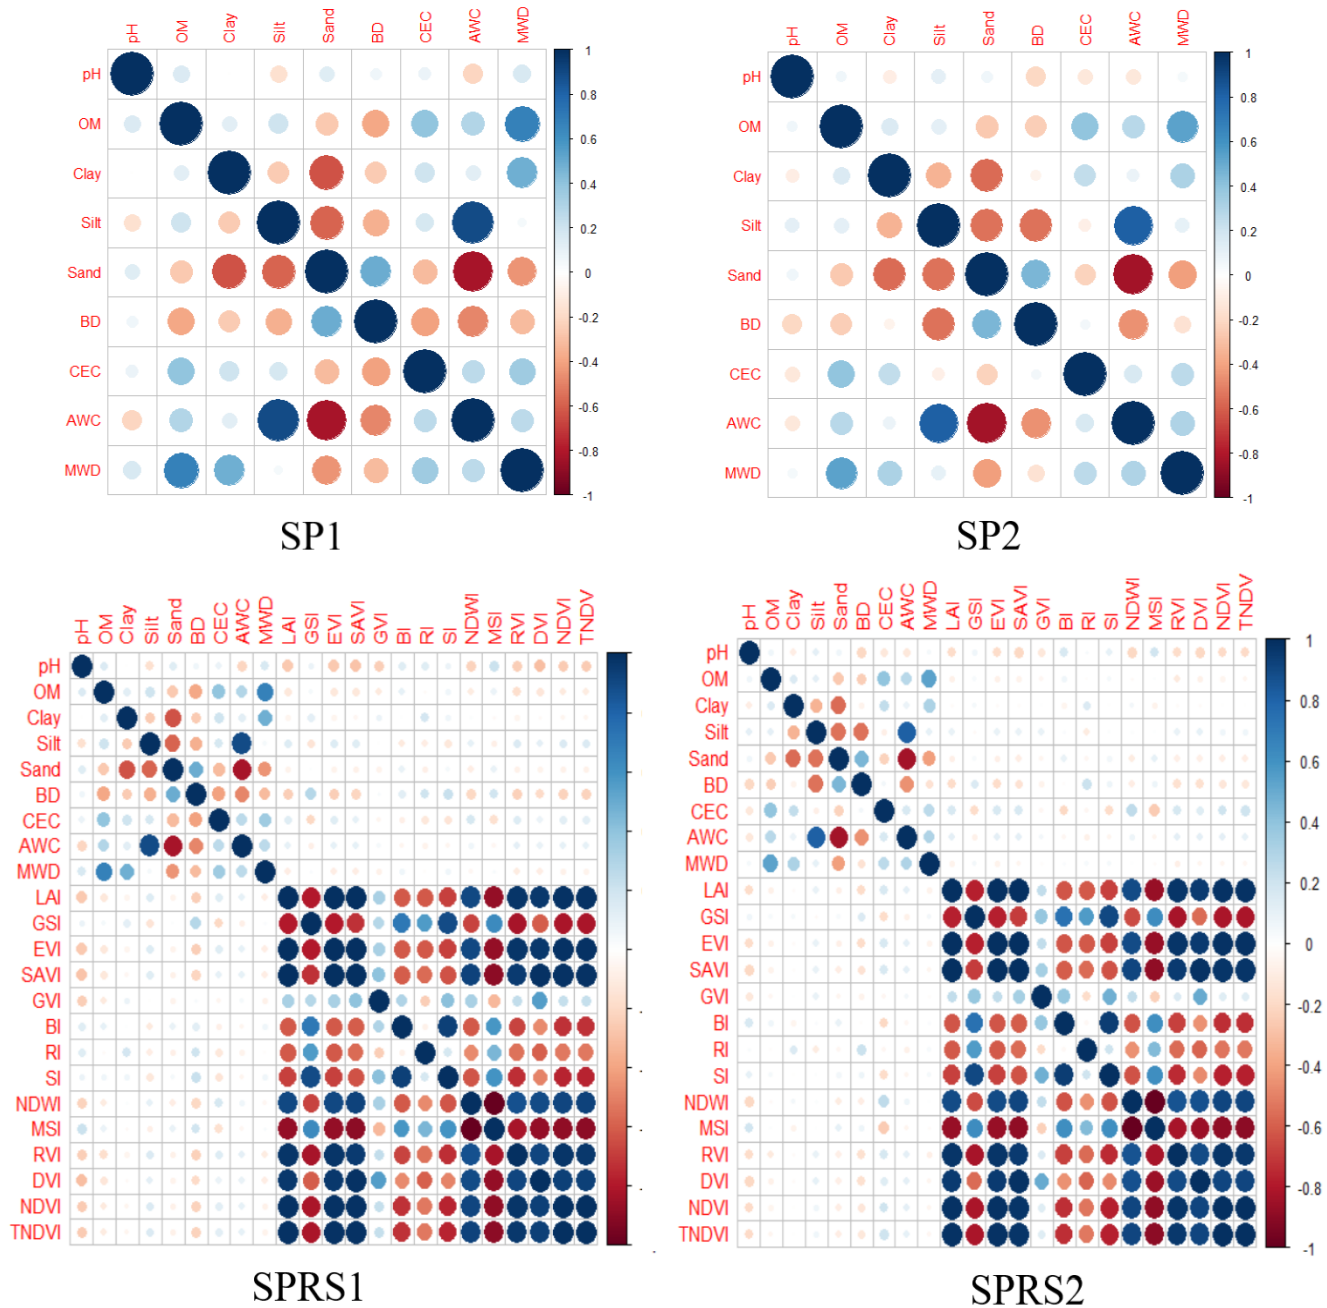 pH OM Clay Silt Sand BD CEC AWC MWD
pH
OM
Clay
Silt
Sand
BD
CEC
AWC
MWD
1
0.8
0.6
0.4
0.2
0
-0.2
-0.4
-0.6
-0.8
-1
SP1
pH OM Clay Silt Sand BD CEC AWC MWD
pH
OM
Clay
Silt
Sand
BD
CEC
AWC
MWD
1
0.8
0.6
0.4
0.2
0
-0.2
-0.4
-0.6
-0.8
-1
SP2
pH OM Clay Silt Sand BD CEC AWC MWD LAI GSI EVI SAVI GVI BI RI SI NDWI MSI RVI DVI NDVI TNDV
pH
OM
Clay
Silt
Sand
BD
CEC
AWC
MWD
LAI
GSI
EVI
SAVI
GVI
BI
RI
SI
NDWI
MSI
RVI
DVI
NDVI
TNDVI
SPRS1
pH OM Clay Silt Sand BD CEC AWC MWD LAI GSI EVI SAVI GVI BI RI SI NDWI MSI RVI DVI NDVI TNDV
pH
OM
Clay
Silt
Sand
BD
CEC
AWC
MWD
LAI
GSI
EVI
SAVI
GVI
BI
RI
SI
NDWI
MSI
RVI
DVI
NDVI
TNDVI
1
0.8
0.6
0.4
0.2
0
-0.2
-0.4
-0.6
-0.8
-1
SPRS2